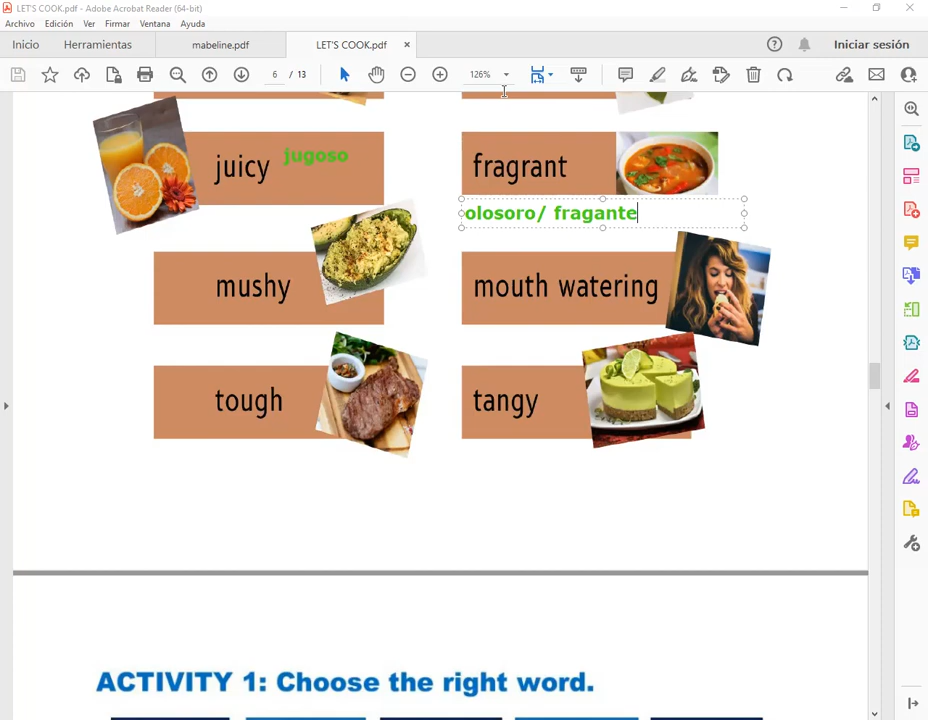 LET'S COOK.pdf - Adobe Acrobat Reader (64-bit)
Archivo Edición Ver Firmar Ventana Ayuda
Inicio Herramientas mabeline.pdf LET'S COOK.pdf × Iniciar sesión
6 / 13 126%
juicy jugoso
fragrant
olosoro/ fragante
mushy
mouth watering
tough
tangy
ACTIVITY 1: Choose the right word.